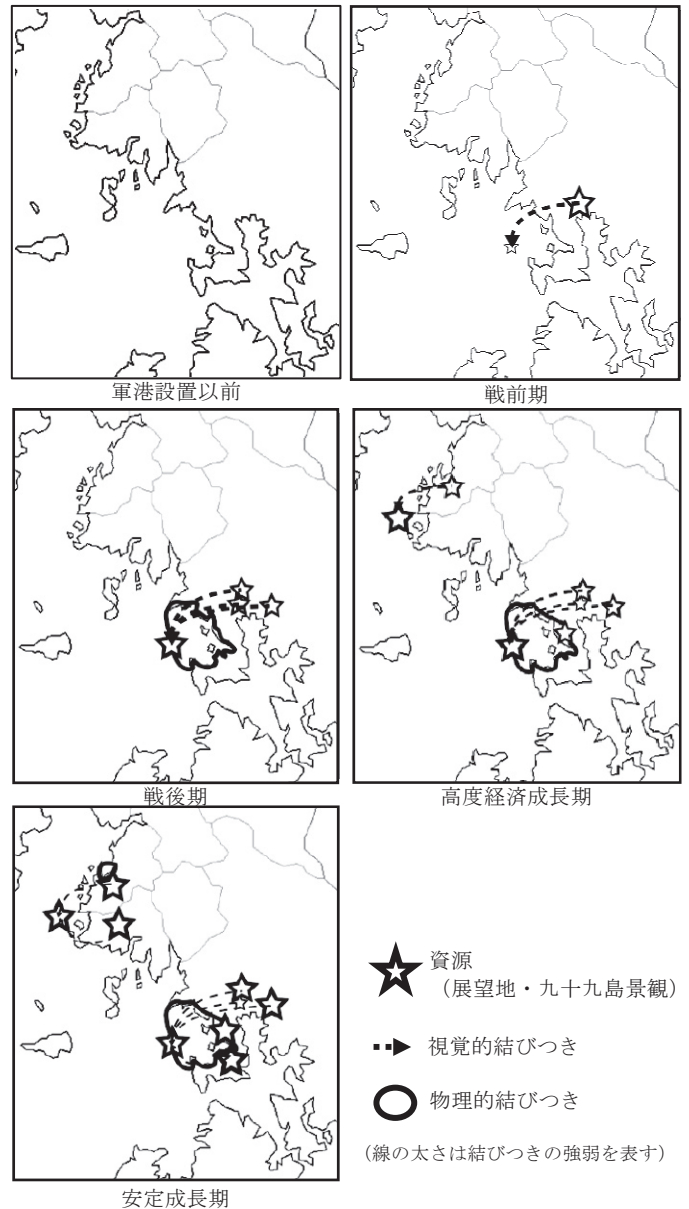 軍港設置以前
戦前期
戦後期
高度経済成長期
安定成長期
資源
（展望地・九十九島景観）
視覚的結びつき
物理的結びつき
（線の太さは結びつきの強弱を表す）